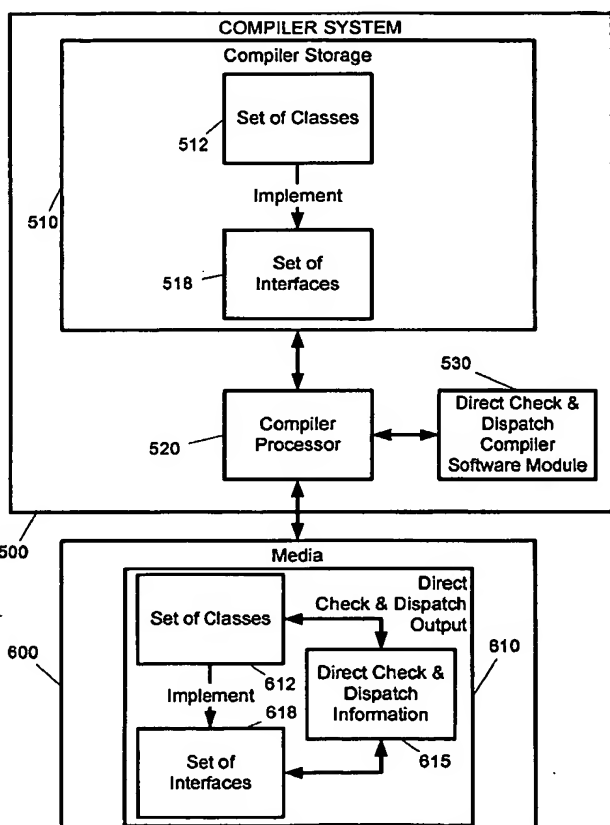 COMPILER SYSTEM
Compiler Storage
Set of Classes
512
Implement
510
518
Set of
Interfaces
530
Compiler
Processor
520
Direct Check &
Dispatch
Compiler
Software Module
500
Media
Direct
Check & Dispatch
Output
Set of Classes
600
610
612
Implement
618
Direct Check &
Dispatch
Information
Set of
Interfaces
615